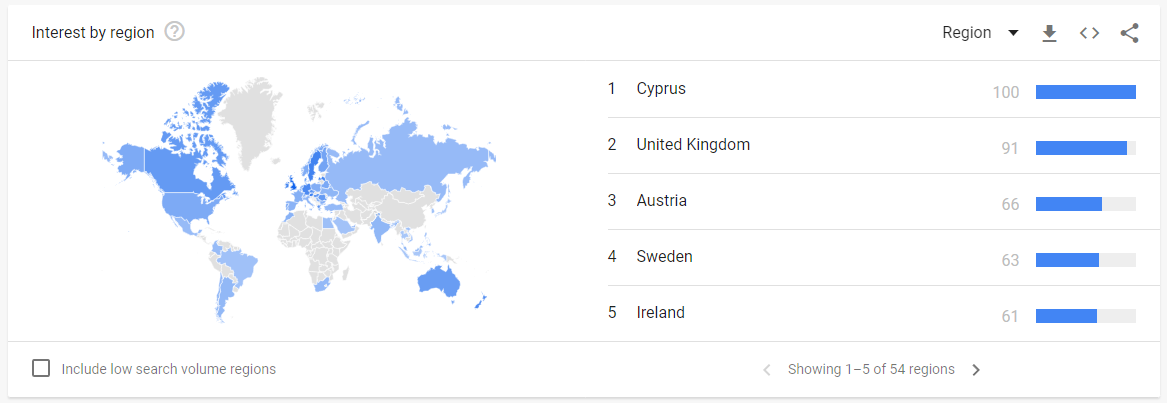 Interest by region
Region
1 Cyprus 100
2 United Kingdom 91
3 Austria 66
4 Sweden 63
5 Ireland 61
Include low search volume regions
Showing 1–5 of 54 regions